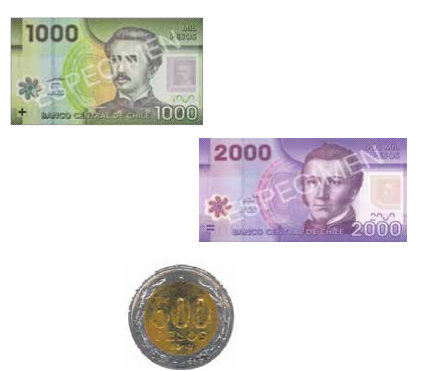 1000
MIL
PESOS
ESPECIMEN
BANCO CENTRAL DE CHILE 1000
2000
DOS MIL
PESOS
ESPECIMEN
BANCO CENTRAL DE CHILE 2000
500
PESOS